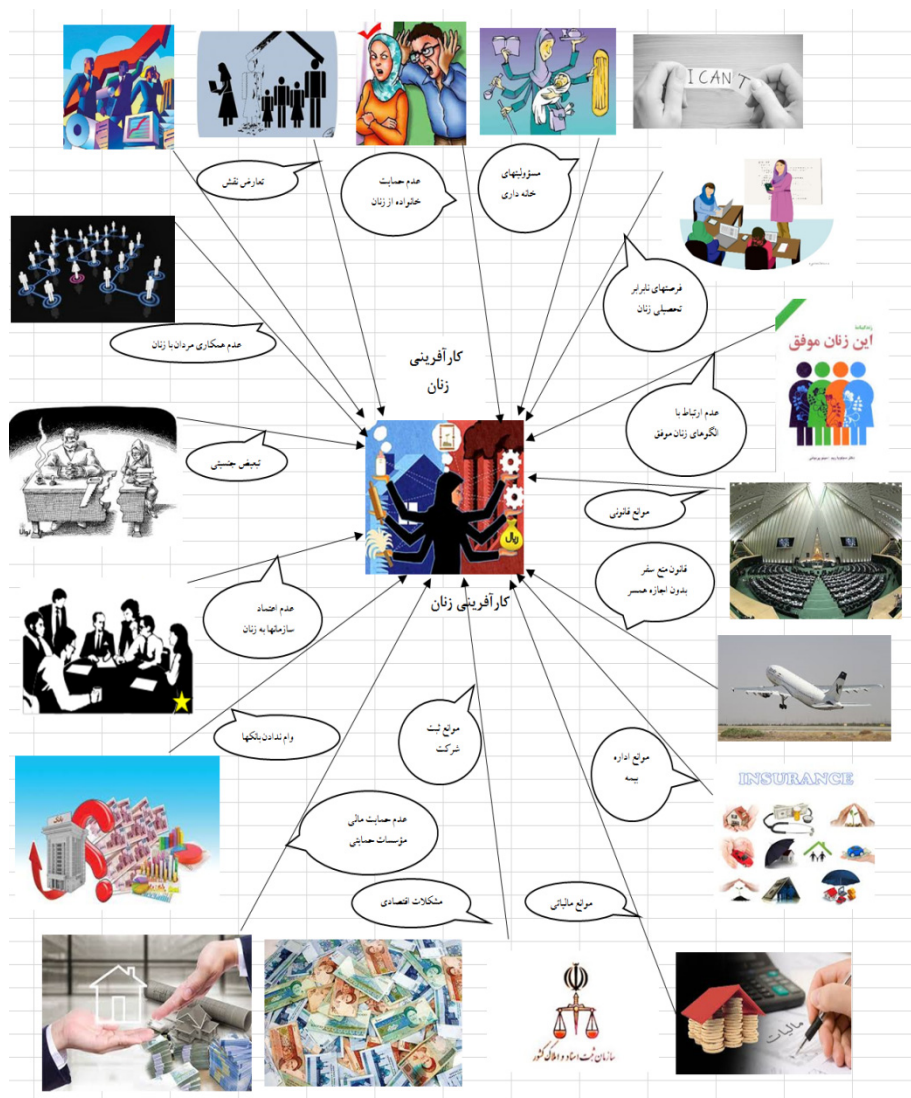 I CAN T
تعارض نقش
عدم حمایت
خانواده از زنان
مسؤولیتهای
خانه داری
فرصتهای نابرابر
تحصیلی زنان
عدم همکاری مردان با زنان
کارآفرینی
زنان
این زنان موفق
عدم ارتباط با
الگوهای زنان موفق
تبعیض جنسیتی
موانع قانونی
ریال
قانون منع سفر
بدون اجازه همسر
کارآفرینی زنان
عدم اعتماد
سازمانها به زنان
وام ندادن بانکها
موانع ثبت
شرکت
موانع اداره
بیمه
INSURANCE
عدم حمایت مالی
مؤسسات حمایتی
مشکلات اقتصادی
موانع مالیاتی
مالیات
سازمان ثبت اسناد و املاک کشور